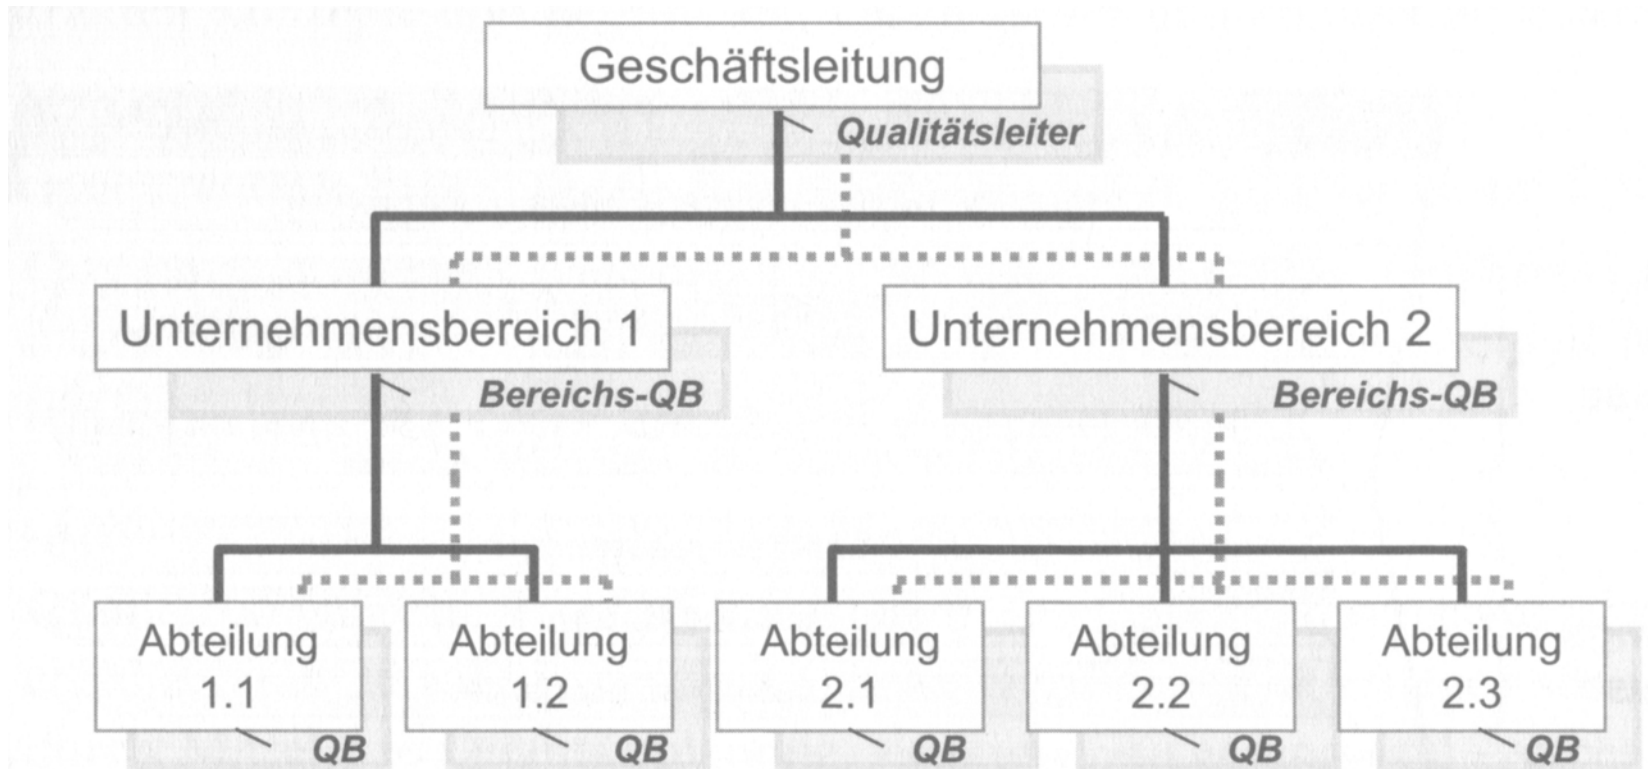 Geschäftsleitung
Qualitätsleiter
Unternehmensbereich 1
Unternehmensbereich 2
Bereichs-QB
Bereichs-QB
Abteilung
1.1
Abteilung
1.2
Abteilung
2.1
Abteilung
2.2
Abteilung
2.3
QB
QB
QB
QB
QB